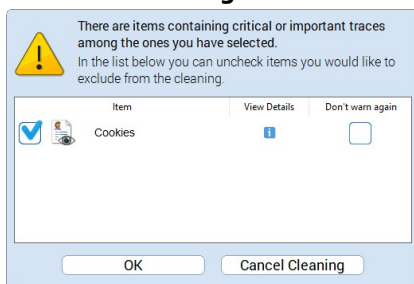 There are items containing critical or important traces
among the ones you have selected.
In the list below you can uncheck items you would like to
exclude from the cleaning.
Item View Details Don't warn again
Cookies
OK Cancel Cleaning